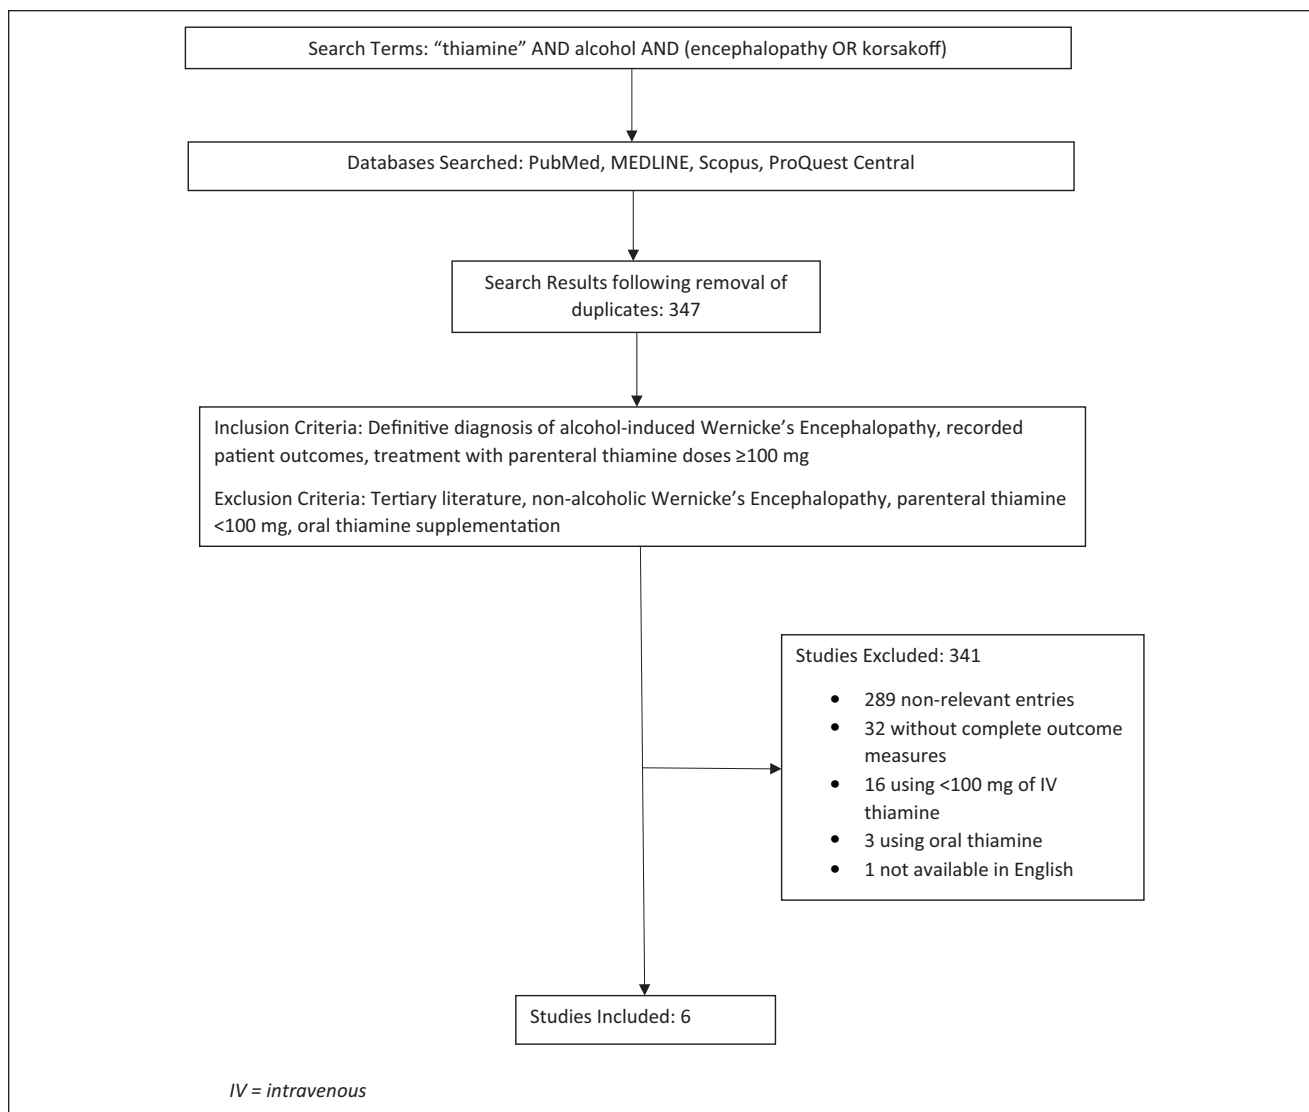 Search Terms: “thiamine” AND alcohol AND (encephalopathy OR korsakoff)
Databases Searched: PubMed, MEDLINE, Scopus, ProQuest Central
Search Results following removal of
duplicates: 347
Inclusion Criteria: Definitive diagnosis of alcohol-induced Wernicke’s Encephalopathy, recorded
patient outcomes, treatment with parenteral thiamine doses ≥100 mg
Exclusion Criteria: Tertiary literature, non-alcoholic Wernicke’s Encephalopathy, parenteral thiamine
<100 mg, oral thiamine supplementation
Studies Excluded: 341
• 289 non-relevant entries
• 32 without complete outcome
measures
• 16 using <100 mg of IV
thiamine
• 3 using oral thiamine
• 1 not available in English
Studies Included: 6
IV = intravenous